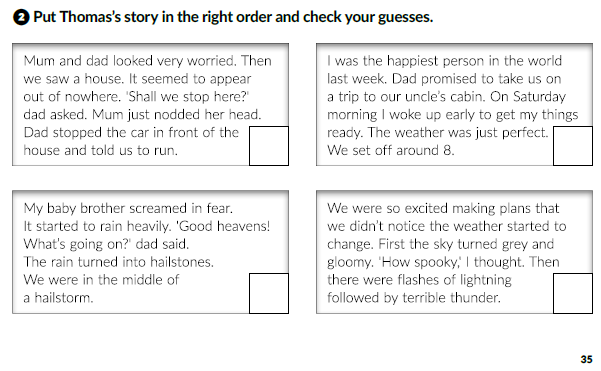 2 Put Thomas's story in the right order and check your guesses.
Mum and dad looked very worried. Then
we saw a house. It seemed to appear
out of nowhere. 'Shall we stop here?'
dad asked. Mum just nodded her head.
Dad stopped the car in front of the
house and told us to run.
I was the happiest person in the world
last week. Dad promised to take us on
a trip to our uncle's cabin. On Saturday
morning I woke up early to get my things
ready. The weather was just perfect.
We set off around 8.
My baby brother screamed in fear.
It started to rain heavily. 'Good heavens!
What's going on?' dad said.
The rain turned into hailstones.
We were in the middle of
a hailstorm.
We were so excited making plans that
we didn't notice the weather started to
change. First the sky turned grey and
gloomy. 'How spooky,' I thought. Then
there were flashes of lightning
followed by terrible thunder.
35